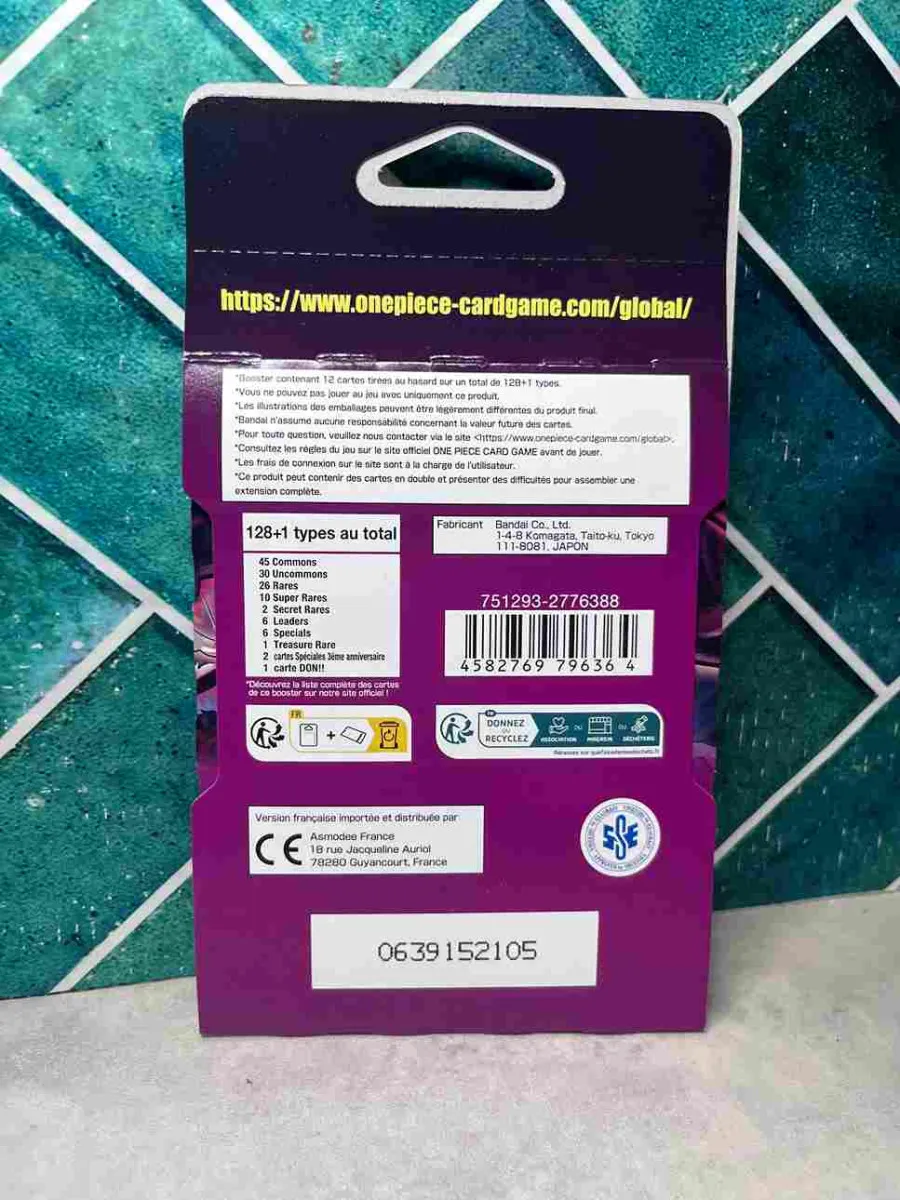 https://www.onepiece-cardgame.com/global/
*Booster contenant 12 cartes tirées au hasard sur un total de 128+1 types.
*Vous ne pouvez pas jouer au jeu avec uniquement ce produit.
*Les illustrations des emballages peuvent être légèrement différentes du produit final.
*Bandai n'assume aucune responsabilité concernant la valeur future des cartes.
*Pour toute question, veuillez nous contacter via le site <https://www.onepiece-cardgame.com/global>.
*Consultez les règles du jeu sur le site officiel ONE PIECE CARD GAME avant de jouer.
*Les frais de connexion sur le site sont à la charge de l'utilisateur.
*Ce produit peut contenir des cartes en double et présenter des difficultés pour assembler une
extension complète.
128+1 types au total
45 Commons
30 Uncommons
26 Rares
10 Super Rares
2 Secret Rares
6 Leaders
6 Specials
1 Treasure Rare
2 cartes Spéciales 3ème anniversaire
1 carte DON!!
*Découvrez la liste complète des cartes
de ce booster sur notre site officiel !
Fabricant Bandai Co., Ltd.
1-4-8 Komagata, Taito-ku, Tokyo
111-8081, JAPON
751293-2776388
4 582769 796364
FR
+
DONNEZ
OU
RECYCLEZ
OU
OU
ASSOCIATION
MAGASIN
DÉCHÈTERIE
Version française importée et distribuée par
CE
Asmodee France
18 rue Jacqueline Auriol
78280 Guyancourt, France
SSE
0639152105